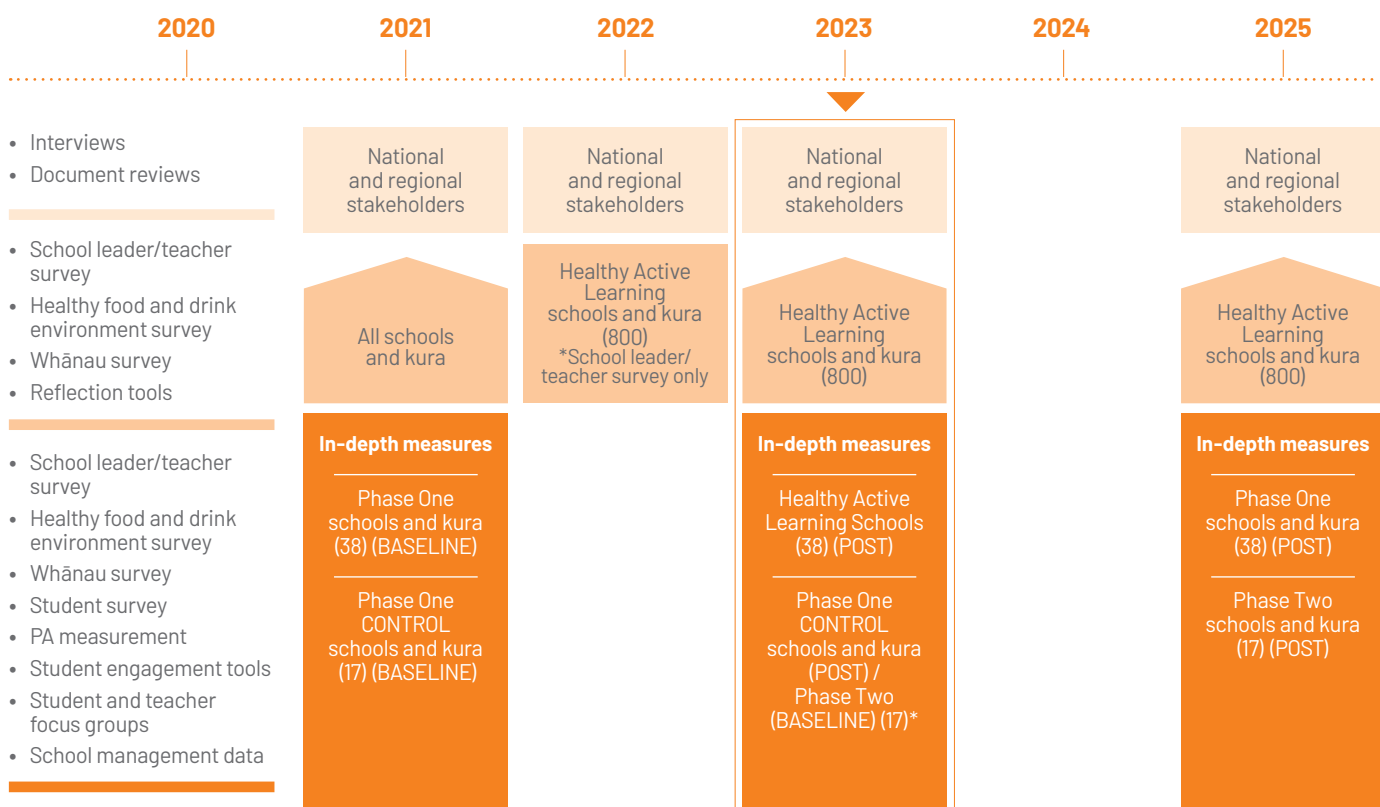 2020 2021 2022 2023 2024 2025
• Interviews
• Document reviews
National
and regional
stakeholders
National
and regional
stakeholders
National
and regional
stakeholders
National
and regional
stakeholders
• School leader/teacher
survey
• Healthy food and drink
environment survey
• Whānau survey
• Reflection tools
All schools
and kura
Healthy Active
Learning
schools and kura
(800)
*School leader/
teacher survey only
Healthy Active
Learning
schools and kura
(800)
Healthy Active
Learning
schools and kura
(800)
• School leader/teacher
survey
• Healthy food and drink
environment survey
• Whānau survey
• Student survey
• PA measurement
• Student engagement tools
• Student and teacher
focus groups
• School management data
In-depth measures
Phase One
schools and kura
(38) (BASELINE)
Phase One
CONTROL
schools and kura
(17) (BASELINE)
In-depth measures
Healthy Active
Learning Schools
(38) (POST)
Phase One
CONTROL
schools and kura
(POST) /
Phase Two
(BASELINE) (17)*
In-depth measures
Phase One
schools and kura
(38) (POST)
Phase Two
schools and kura
(17) (POST)